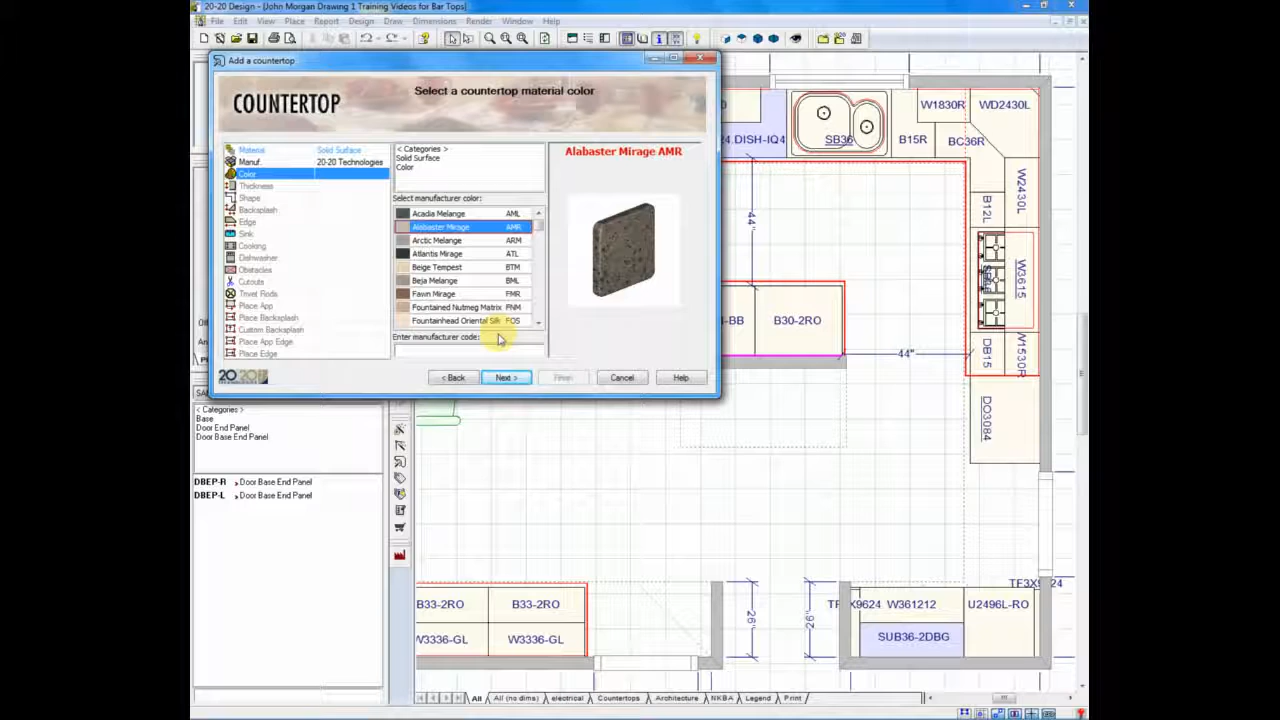 20-20 Design - [John Morgan Drawing 1 Training Videos for Bar Tops]
File Edit View Place Report Design Draw Dimensions Render Window Help
Add a countertop
COUNTERTOP
Select a countertop material color
Material Solid Surface
Manuf. 20-20 Technologies
Color
Thickness
Shape
Backsplash
Edge
Sink
Cooking
Dishwasher
Obstacles
Cutouts
Trivet Rods
Place App
Place Backsplash
Custom Backsplash
Place App Edge
Place Edge
< Categories >
Solid Surface
Color
Select manufacturer color:
Acadia Melange AML
Alabaster Mirage AMR
Arctic Melange ARM
Atlantis Mirage ATL
Beige Tempest BTM
Beja Melange BML
Fawn Mirage FMR
Fountained Nutmeg Matrix FNM
Fountainhead Oriental Silk FOS
Enter manufacturer code:
Alabaster Mirage AMR
20 20
< Back
Next >
Cancel
Help
< Categories >
Base
Door End Panel
Door Base End Panel
DBEP-R Door Base End Panel
DBEP-L Door Base End Panel
24.DISH-IQ4
SB36
B15R
W1830R
BC36R
WD2430L
W2430L
B12L
W3615
44"
-BB
B30-2RO
44"
DB15
W1530R
DO3084
B33-2RO
B33-2RO
W3336-GL
W3336-GL
26"
26"
TF3X9624
W361212
U2496L-RO
SUB36-2DBG
All All (no dims) electrical Countertops Architecture NKBA Legend Print